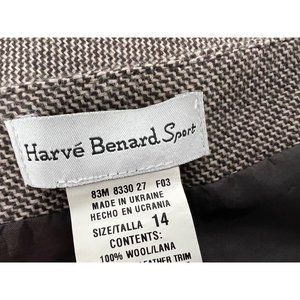 Harvé Benard Sport
83M 8330 27 F03
MADE IN UKRAINE
HECHO EN UCRANIA
SIZE/TALLA 14
CONTENTS:
100% WOOL/LANA
TRIM